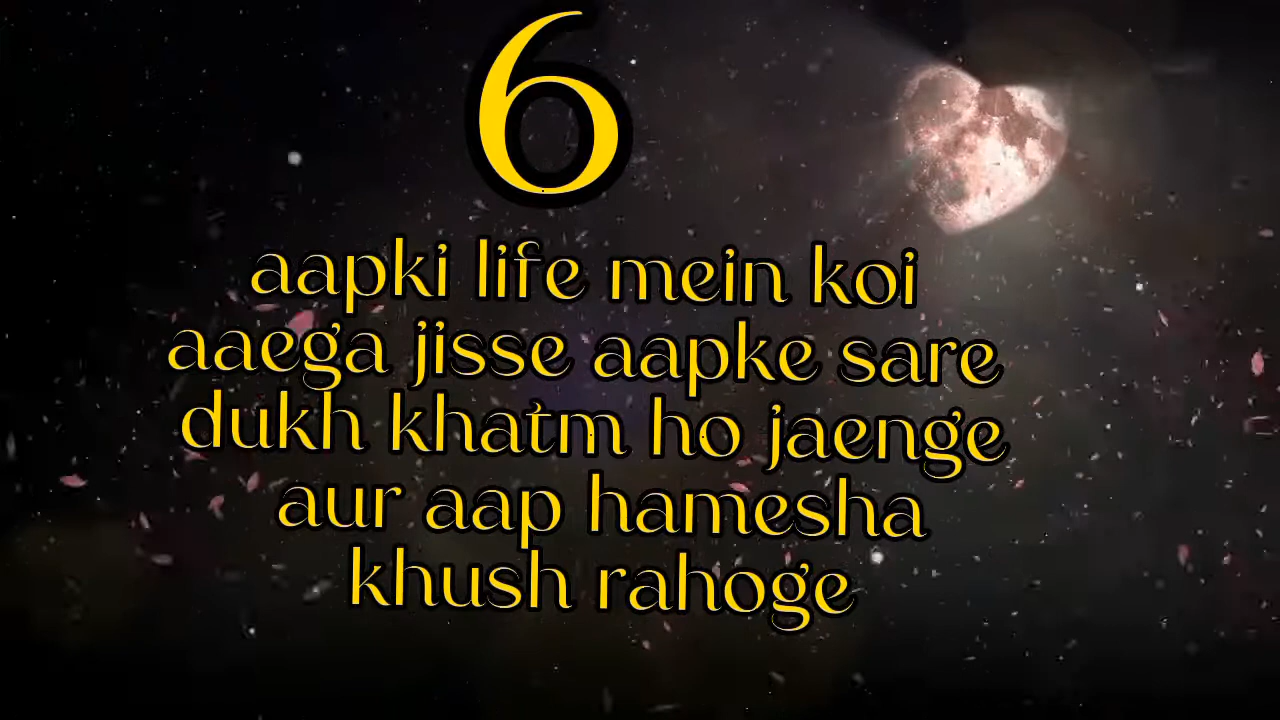 6
aapki life mein koi
aaega jisse aapke sare
dukh khatm ho jaenge
aur aap hamesha
khush rahoge